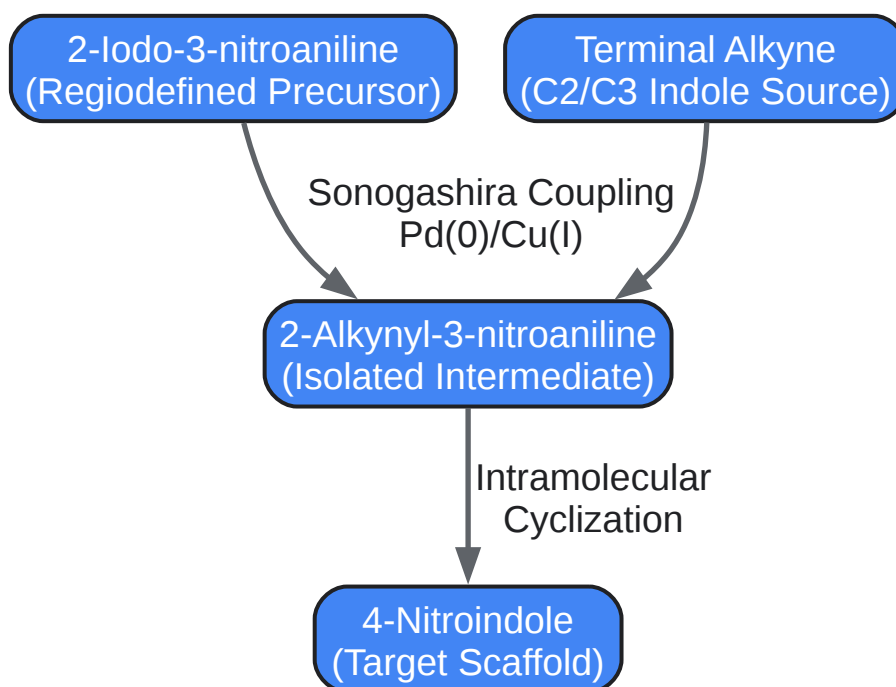 2-Iodo-3-nitroaniline
(Regiodefined Precursor)
Terminal Alkyne
(C2/C3 Indole Source)
Sonogashira Coupling
Pd(0)/Cu(I)
2-Alkynyl-3-nitroaniline
(Isolated Intermediate)
Intramolecular
Cyclization
4-Nitroindole
(Target Scaffold)